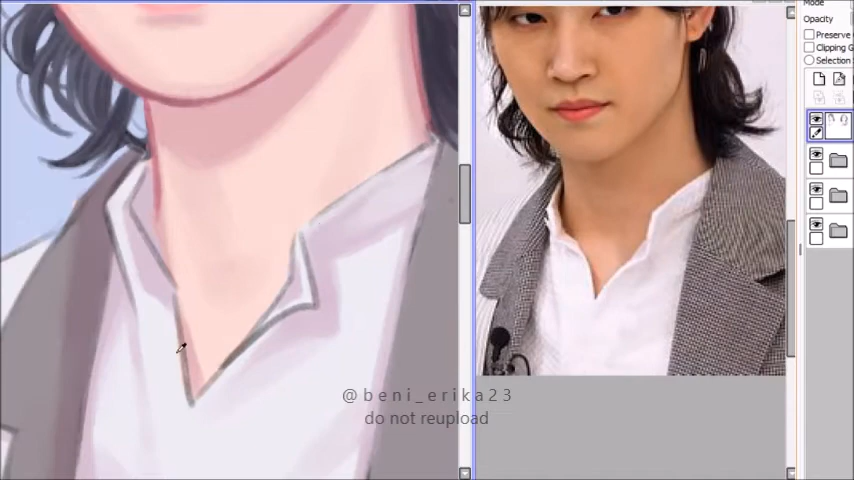 Mode
Opacity
Preserve
Clipping G
Selection
@beni_erika23
do not reupload